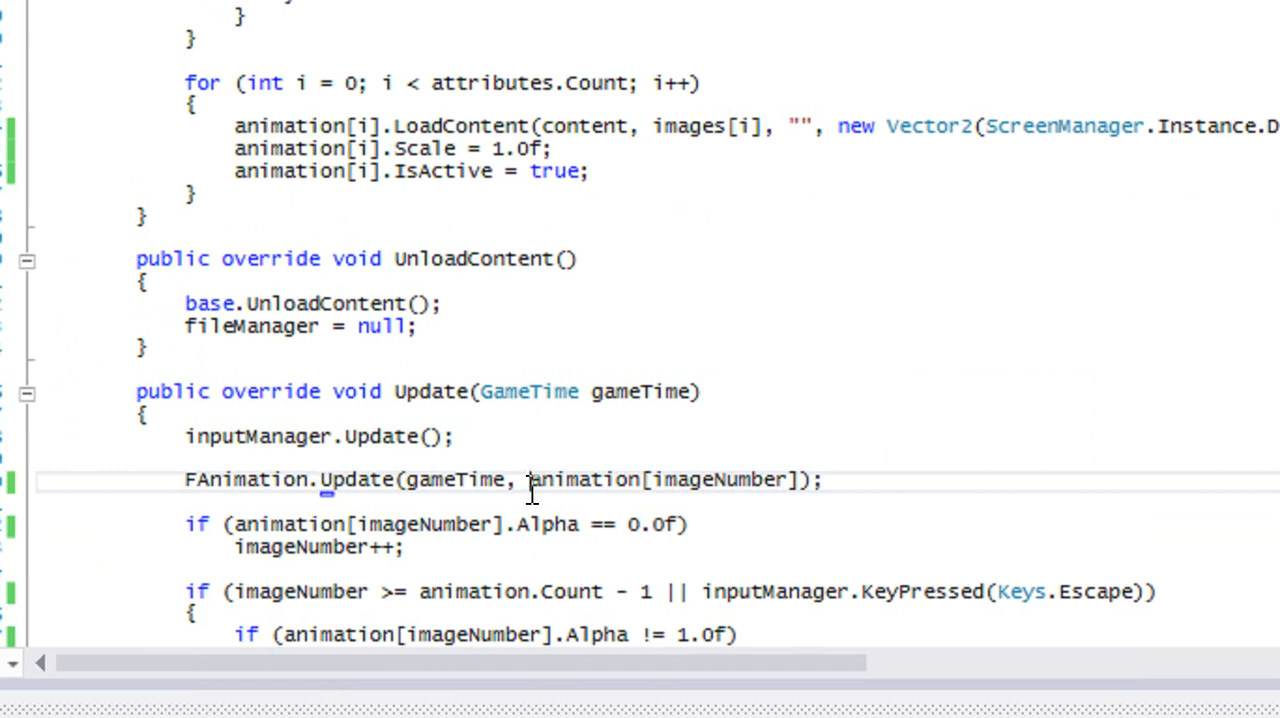 }
}
for (int i = 0; i < attributes.Count; i++)
{
animation[i].LoadContent(content, images[i], "", new Vector2(ScreenManager.Instance.D
animation[i].Scale = 1.0f;
animation[i].IsActive = true;
}
}
public override void UnloadContent()
{
base.UnloadContent();
fileManager = null;
}
public override void Update(GameTime gameTime)
{
inputManager.Update();
FAnimation.Update(gameTime, animation[imageNumber]);
if (animation[imageNumber].Alpha == 0.0f)
imageNumber++;
if (imageNumber >= animation.Count - 1 || inputManager.KeyPressed(Keys.Escape))
{
if (animation[imageNumber].Alpha != 1.0f)